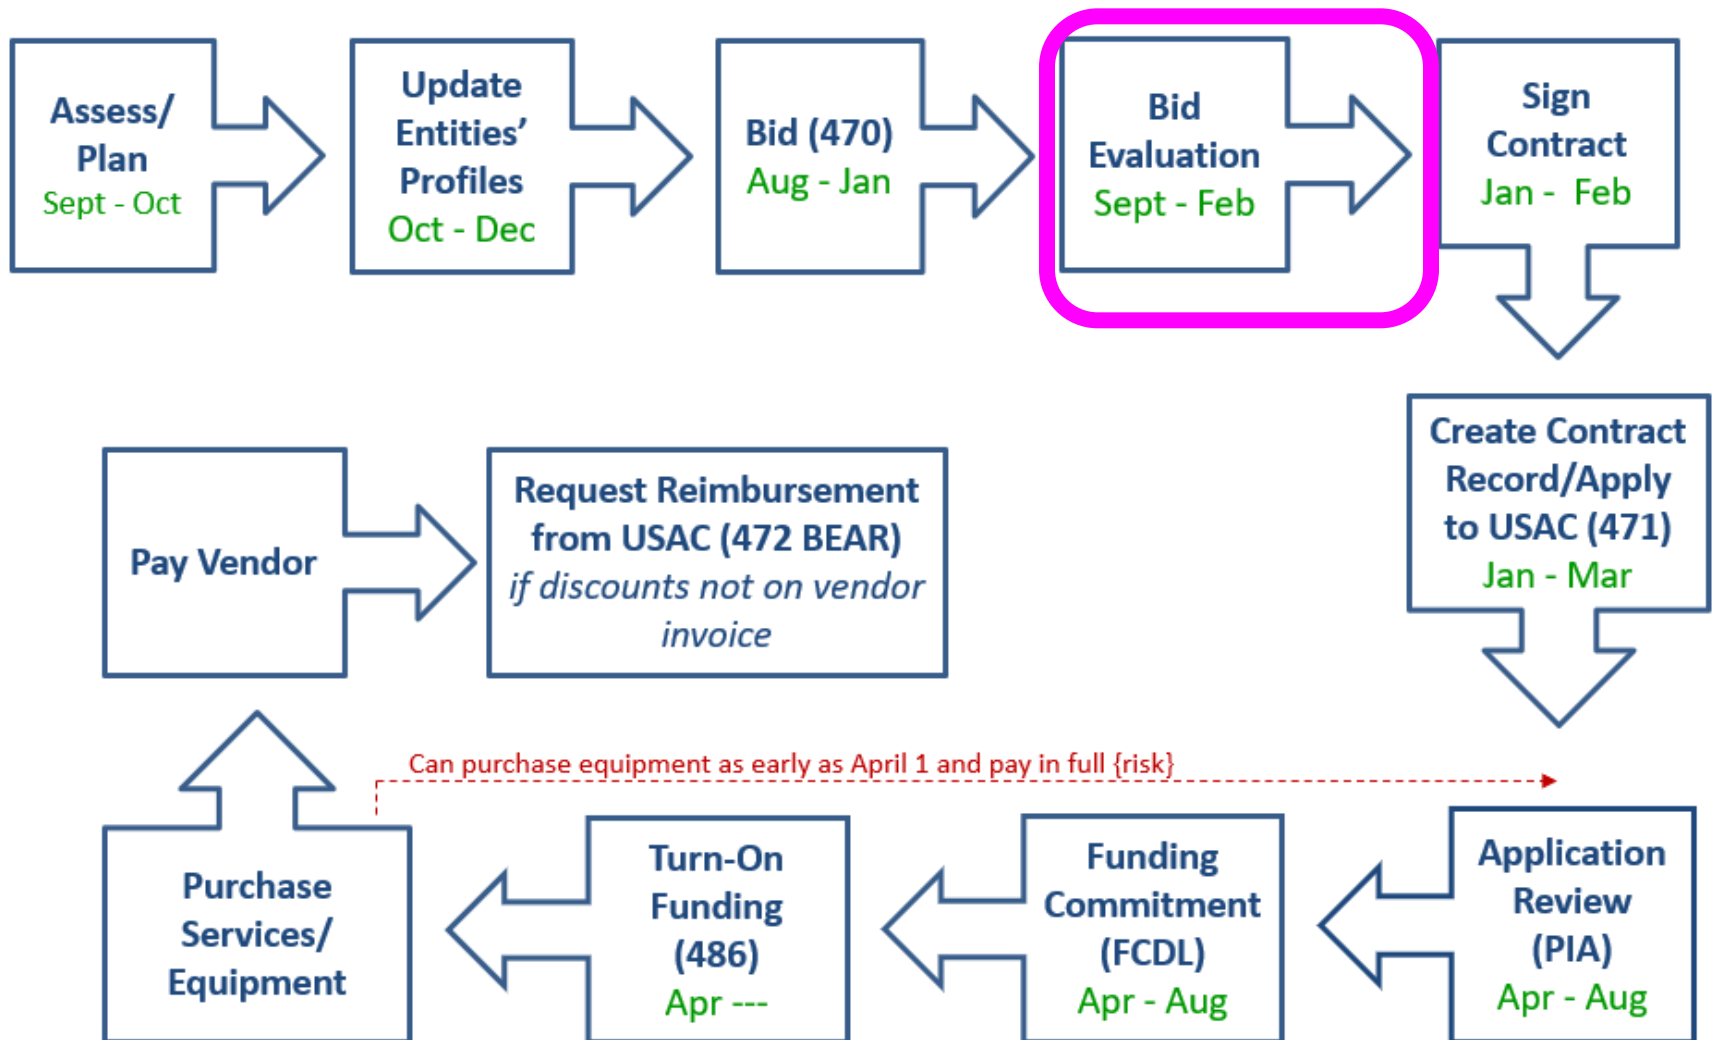 Assess/
Plan
Sept - Oct
Update
Entities’
Profiles
Oct - Dec
Bid (470)
Aug - Jan
Bid
Evaluation
Sept - Feb
Sign
Contract
Jan -  Feb
Create Contract
Record/Apply
to USAC (471)
Jan - Mar
Application
Review
(PIA)
Apr - Aug
Funding
Commitment
(FCDL)
Apr - Aug
Turn-On
Funding
(486)
Apr ---
Can purchase equipment as early as April 1 and pay in full {risk}
Purchase
Services/
Equipment
Pay Vendor
Request Reimbursement
from USAC (472 BEAR)
if discounts not on vendor
invoice